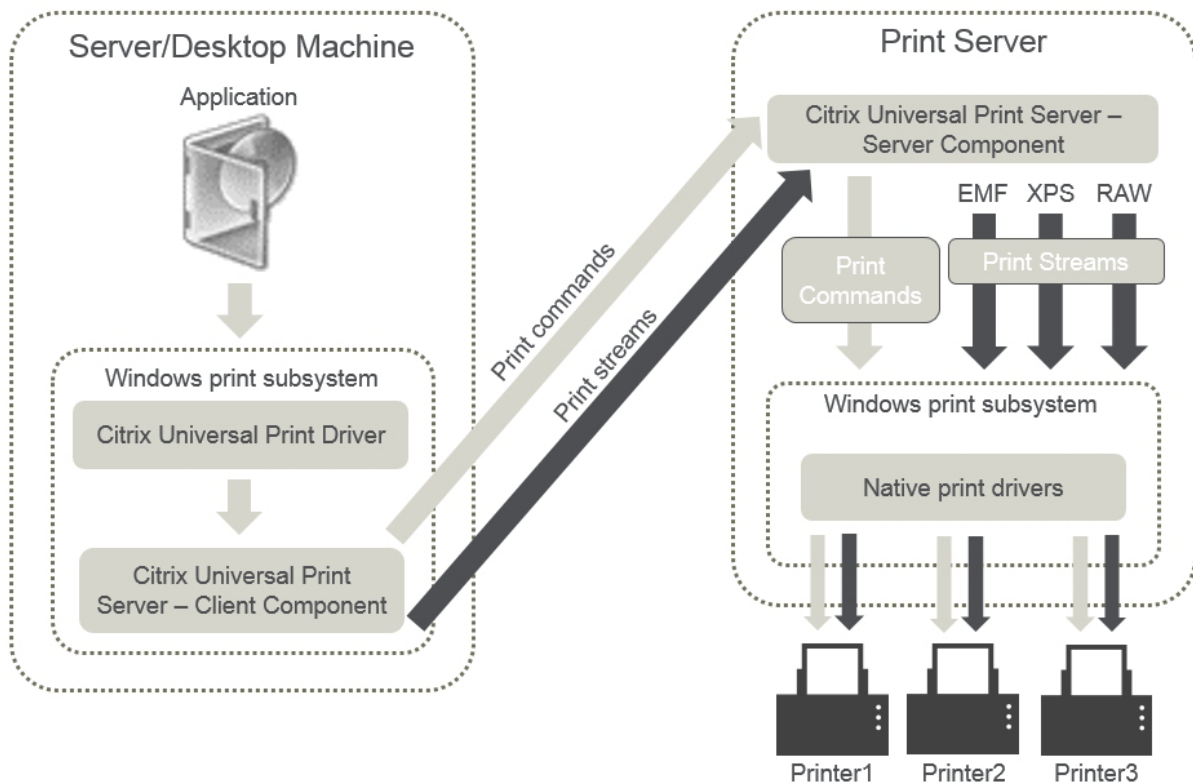 Server/Desktop Machine
Application
Windows print subsystem
Citrix Universal Print Driver
Citrix Universal Print
Server – Client Component
Print commands
Print streams
Print Server
Citrix Universal Print Server –
Server Component
EMF XPS RAW
Print
Commands
Print Streams
Windows print subsystem
Native print drivers
Printer1 Printer2 Printer3